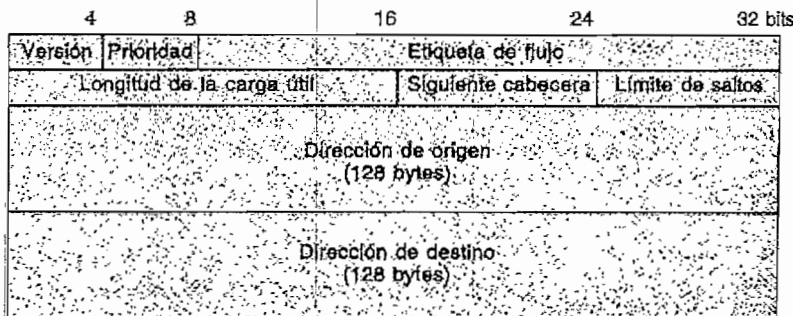 4 8 16 24 32 bits
Versión Prioridad Etiqueta de flujo
Longitud de la carga útil Siguiente cabecera Límite de saltos
Dirección de origen
(128 bytes)
Dirección de destino
(128 bytes)